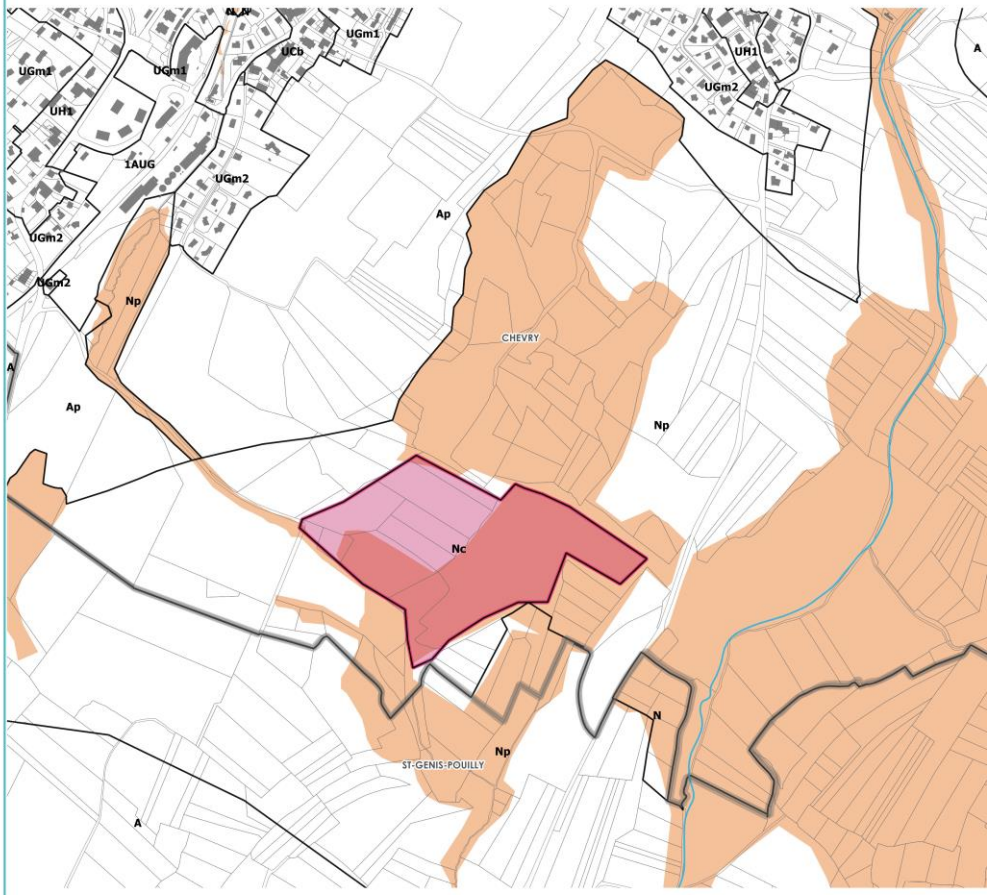 N
N
UGm1
A
UCb
UH1
UGm1
UGm1
UGm2
UH1
1AUG
UGm2
Ap
UGm2
UGm2
Np
CHEVRY
A
Ap
Np
Nc
N
Np
ST-GENIS-POUILLY
A